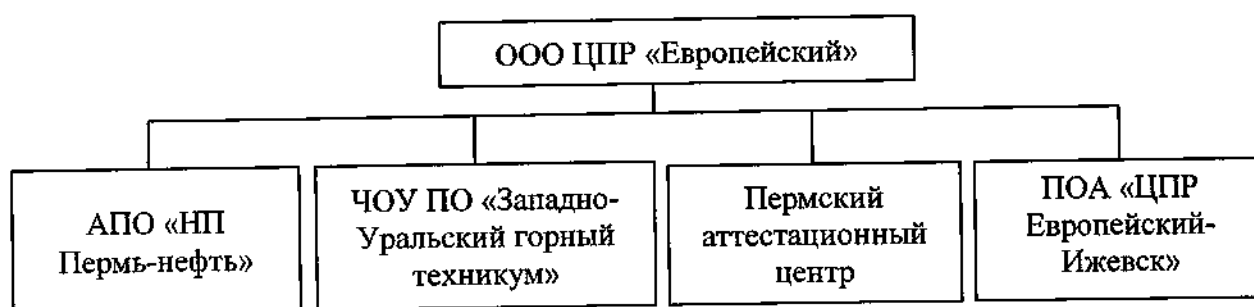 ООО ЦПР «Европейский»
АПО «НП
Пермь-нефть»
ЧОУ ПО «Западно-
Уральский горный
техникум»
Пермский
аттестационный
центр
ПОА «ЦПР
Европейский-
Ижевск»